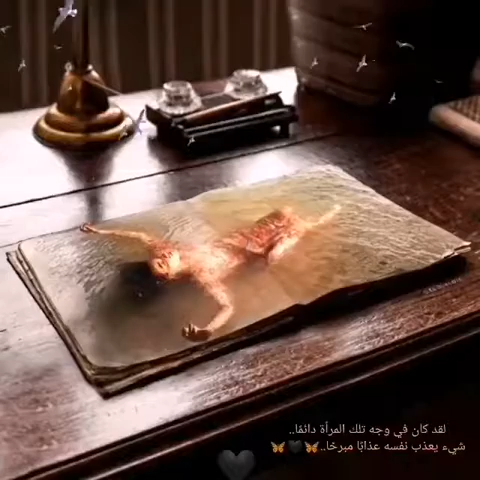 لقد كان في وجه تلك المرأة دائمًا..
شيء يعذب نفسه عذابًا مبرحًا..🦋🖤🦋